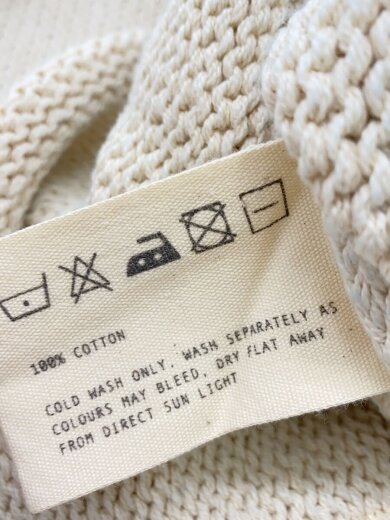 100% COTTON
COLD WASH ONLY. WASH SEPARATELY AS
COLOURS MAY BLEED, DRY FLAT AWAY
FROM DIRECT SUN LIGHT